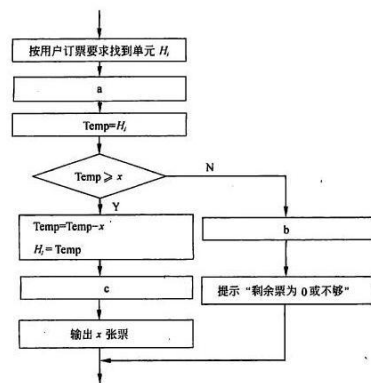 按用户订票要求找到单元 Hi
a
Temp=Hi
Temp⩾x
N
Y
Temp=Temp-x
Hi=Temp
b
c
提示“剩余票为 0 或不够”
输出 x 张票